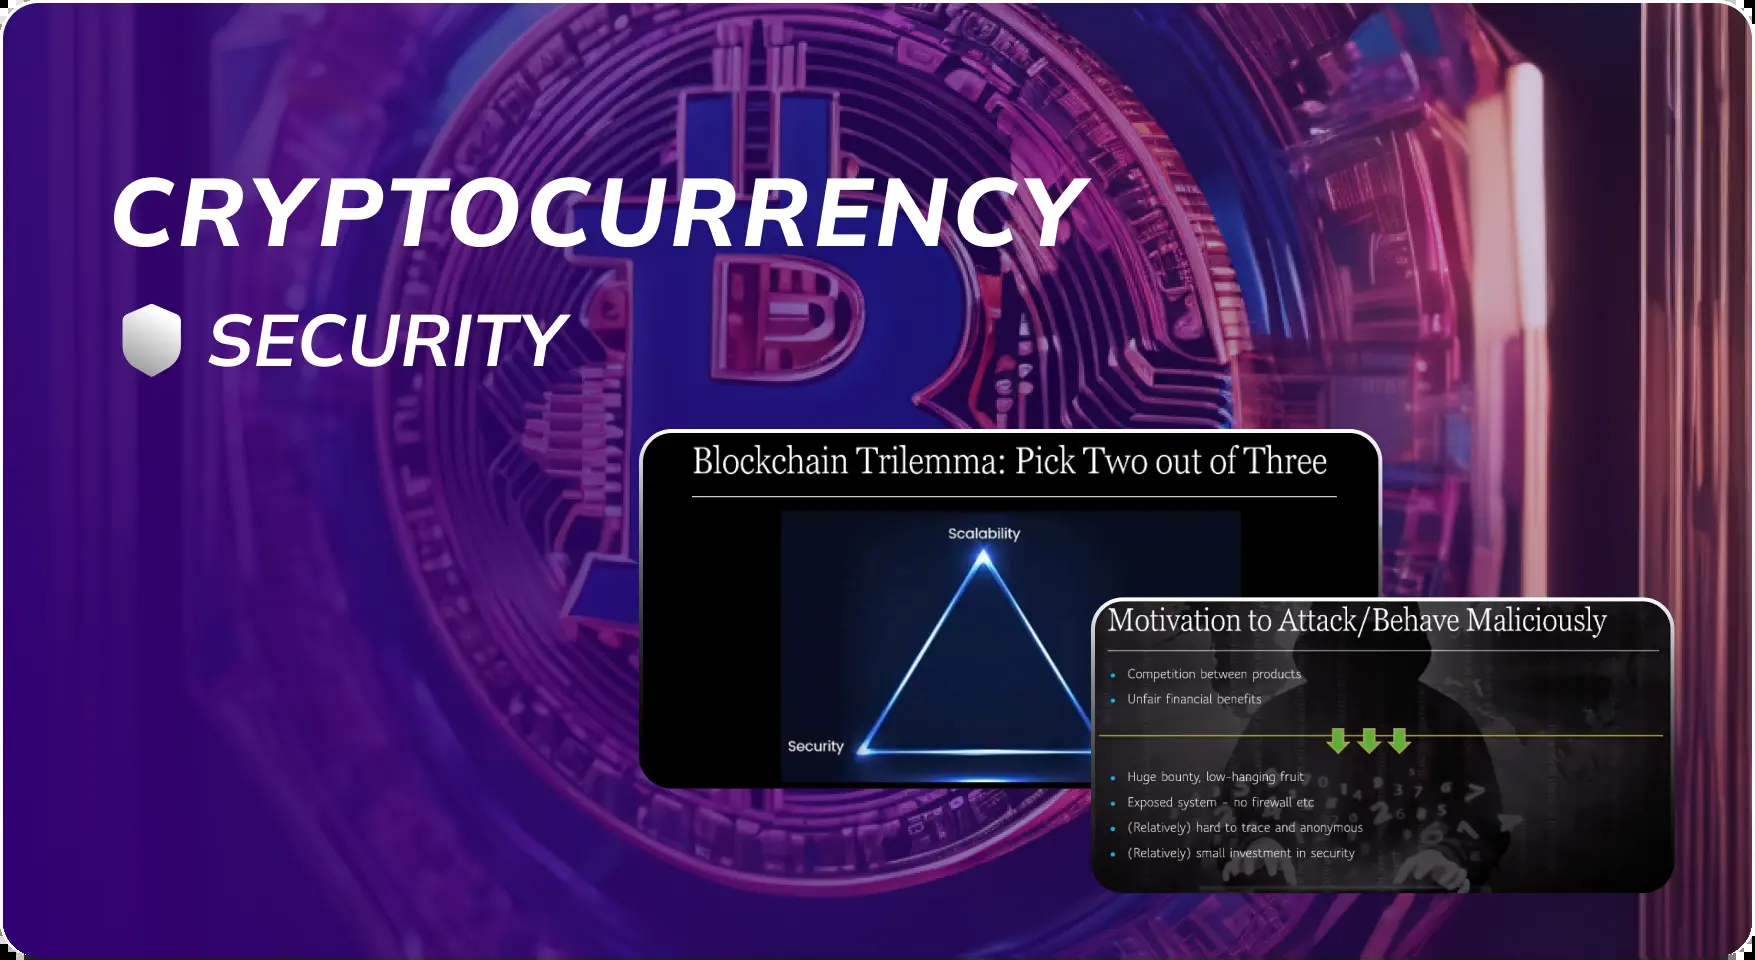 CRYPTOCURRENCY
SECURITY
Blockchain Trilemma: Pick Two out of Three
Scalability
Security
Motivation to Attack/Behave Maliciously
Competition between products
Unfair financial benefits
Huge bounty, low-hanging fruit
Exposed system - no firewall etc
(Relatively) hard to trace and anonymous
(Relatively) small investment in security